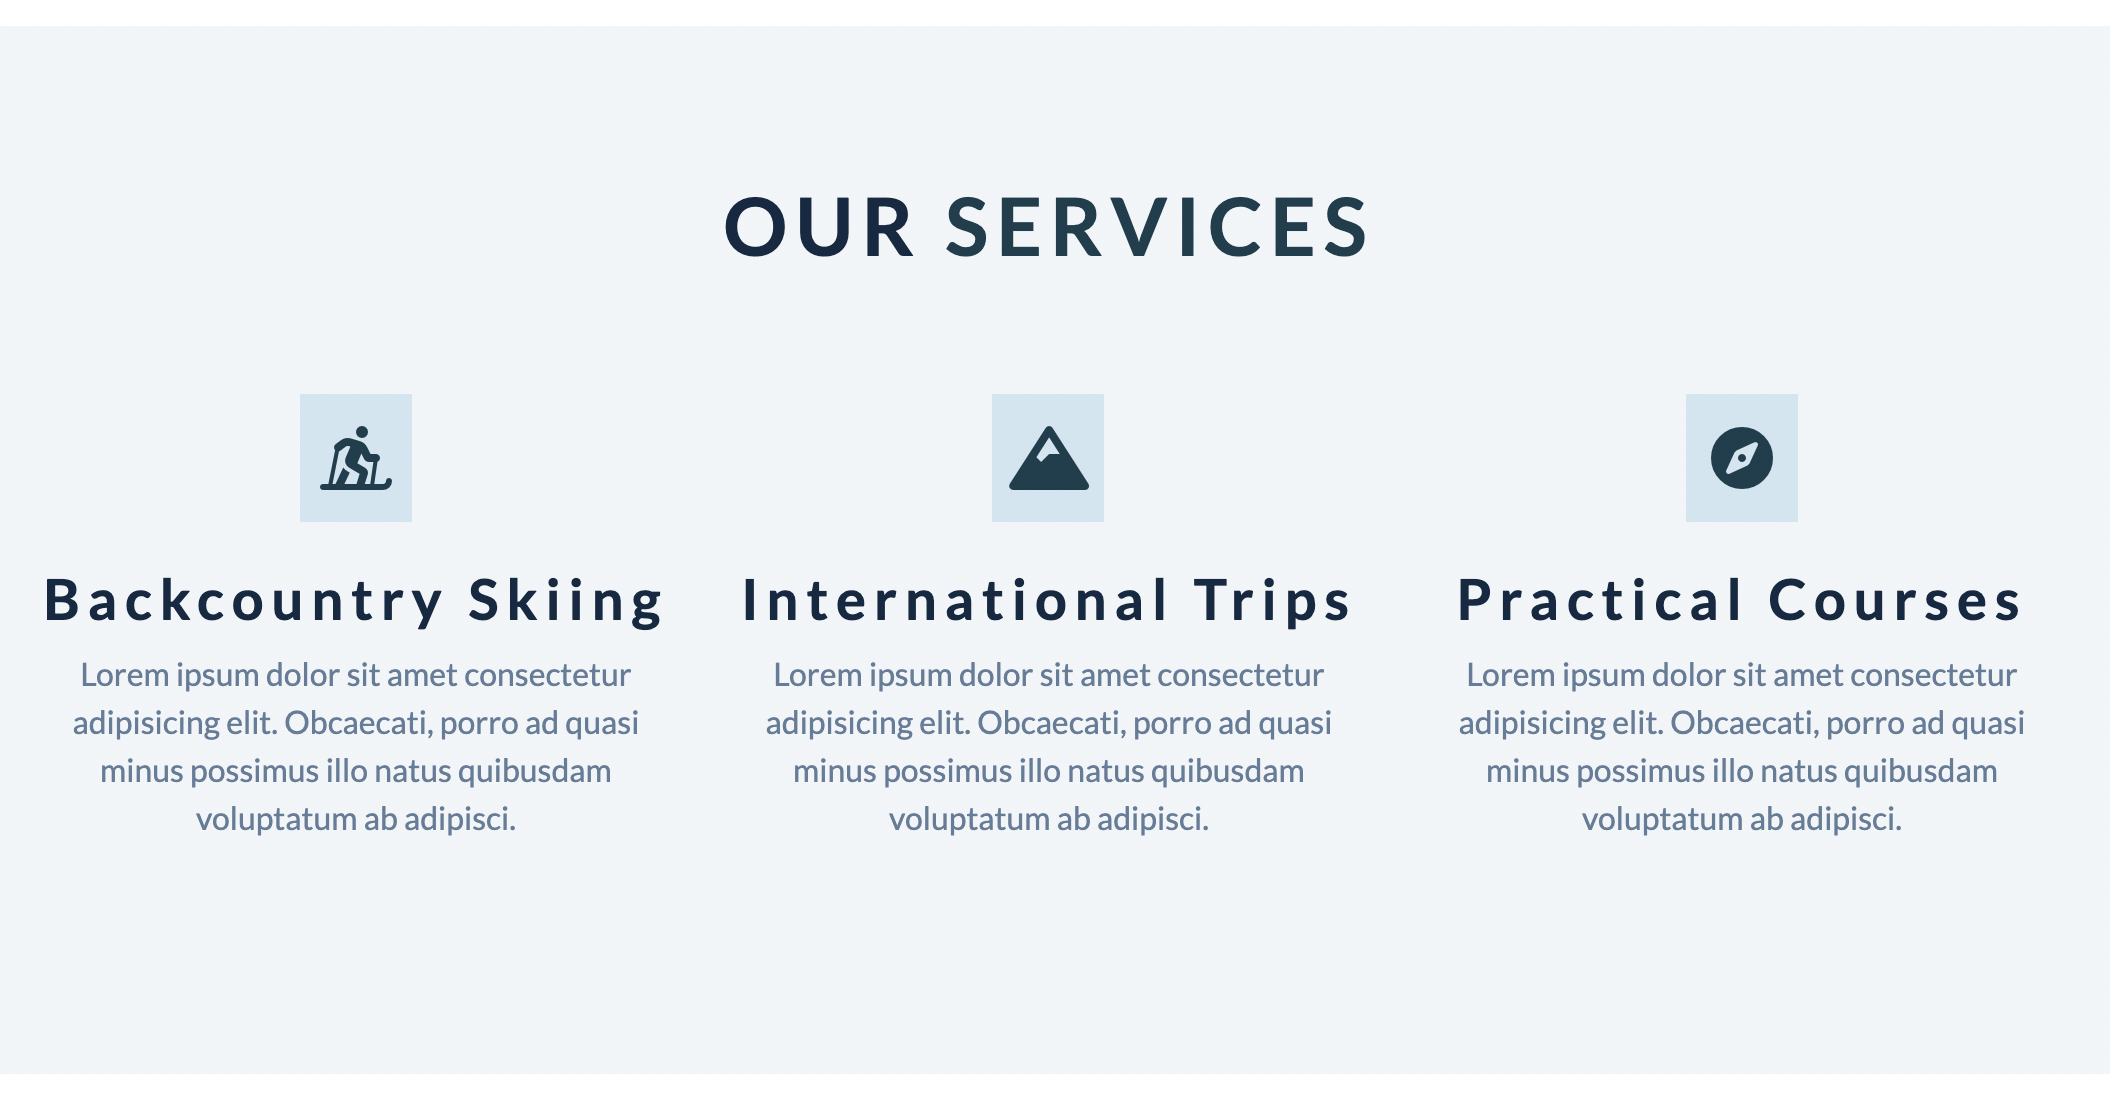 OUR SERVICES
Backcountry Skiing
Lorem ipsum dolor sit amet consectetur
adipisicing elit. Obcaecati, porro ad quasi
minus possimus illo natus quibusdam
voluptatum ab adipisci.
International Trips
Lorem ipsum dolor sit amet consectetur
adipisicing elit. Obcaecati, porro ad quasi
minus possimus illo natus quibusdam
voluptatum ab adipisci.
Practical Courses
Lorem ipsum dolor sit amet consectetur
adipisicing elit. Obcaecati, porro ad quasi
minus possimus illo natus quibusdam
voluptatum ab adipisci.